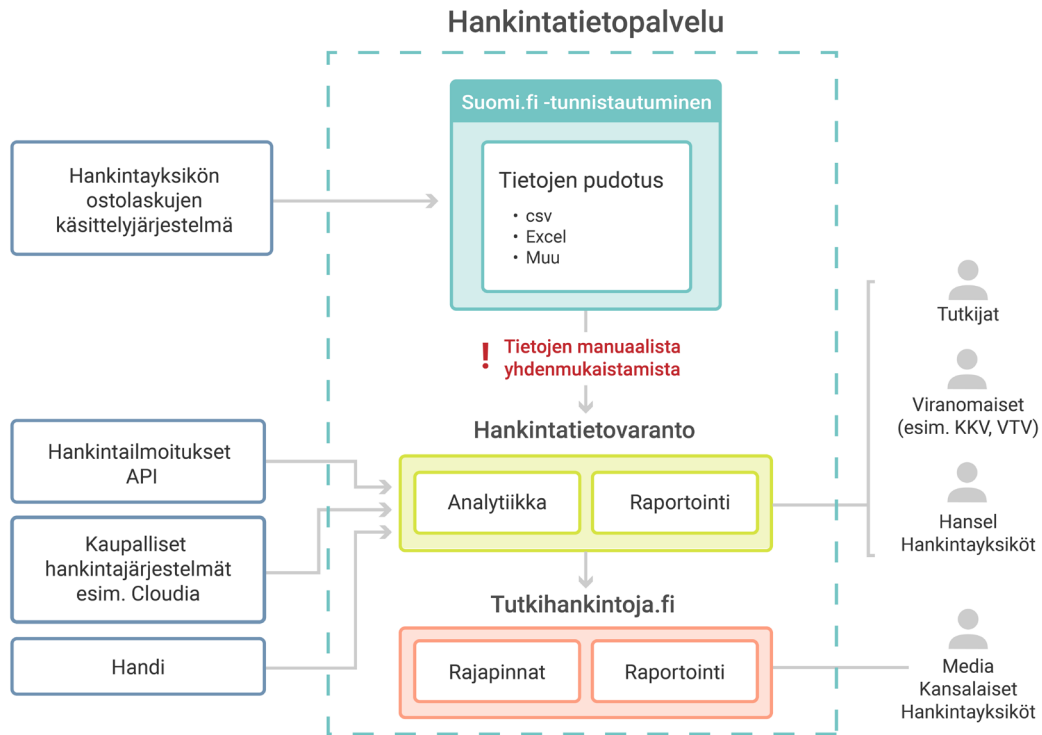 Hankintatietopalvelu
Suomi.fi -tunnistautuminen
Tietojen pudotus
• csv
• Excel
• Muu
Hankintayksikön
ostolaskujen
käsittelyjärjestelmä
! Tietojen manuaalista
yhdenmukaistamista
Hankintatietovaranto
Analytiikka
Raportointi
Hankintailmoitukset
API
Kaupalliset
hankintajärjestelmät
esim. Cloudia
Handi
Tutkihankintoja.fi
Rajapinnat
Raportointi
Tutkijat
Viranomaiset
(esim. KKV, VTV)
Hansel
Hankintayksiköt
Media
Kansalaiset
Hankintayksiköt